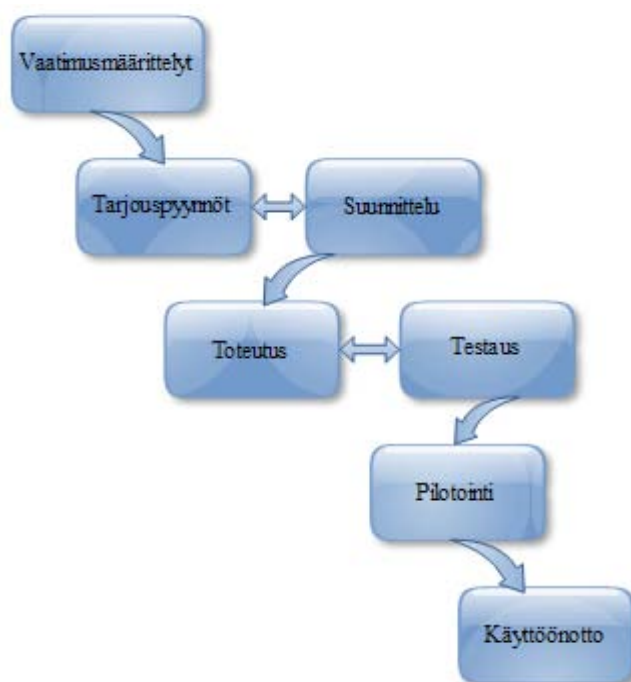 Vaatimusmäärittelyt
Tarjouspyynnöt
Suunnittelu
Toteutus
Testaus
Pilotointi
Käyttöönotto